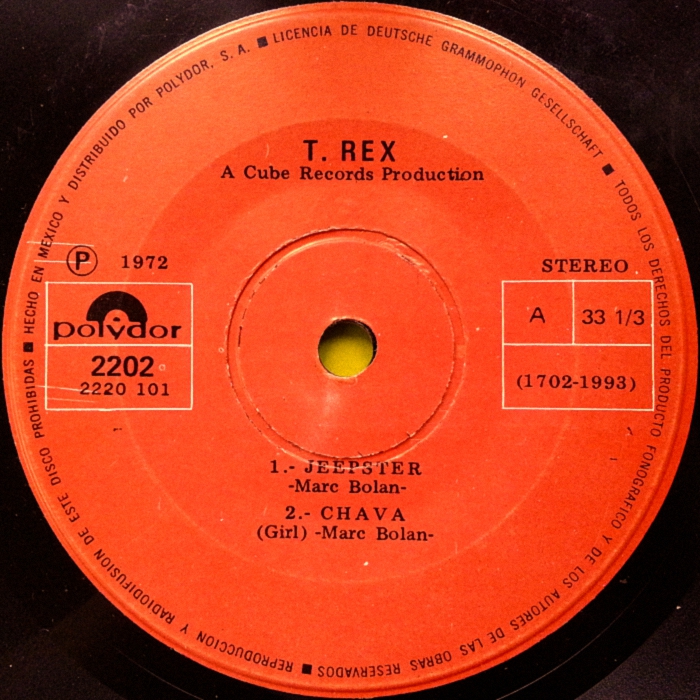 ■ HECHO EN MEXICO Y DISTRIBUIDO POR POLYDOR, S. A. ■ LICENCIA DE DEUTSCHE GRAMMOPHON GESELLSCHAFT ■ TODOS LOS DERECHOS DEL PRODUCTO FONOGRAFICO Y DE LOS AUTORES DE LAS OBRAS RESERVADOS ■ REPRODUCCION Y RADIODIFUSION DE ESTE DISCO PROHIBIDAS
T. REX
A Cube Records Production
P 1972
STEREO
polydor
A
33 1/3
2202
2220 101
(1702-1993)
1.- JEEPSTER
-Marc Bolan-
2.- CHAVA
(Girl) -Marc Bolan-